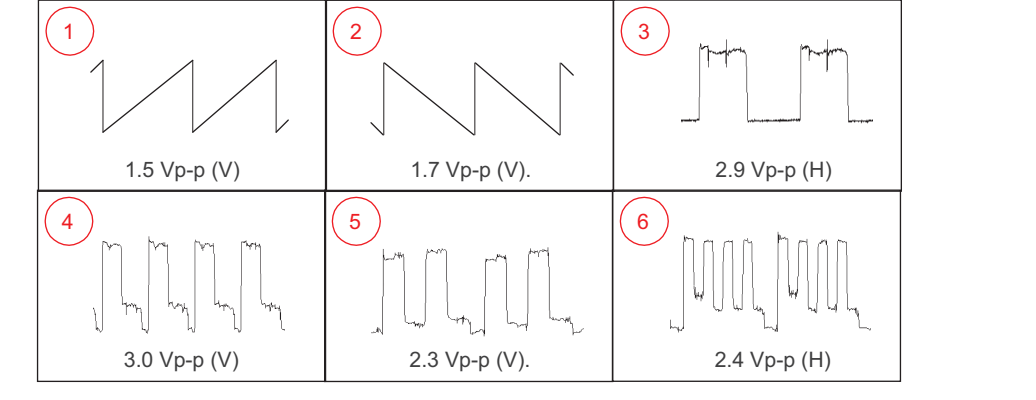 1
2
3
1.5 Vp-p (V)
1.7 Vp-p (V).
2.9 Vp-p (H)
4
5
6
3.0 Vp-p (V)
2.3 Vp-p (V).
2.4 Vp-p (H)